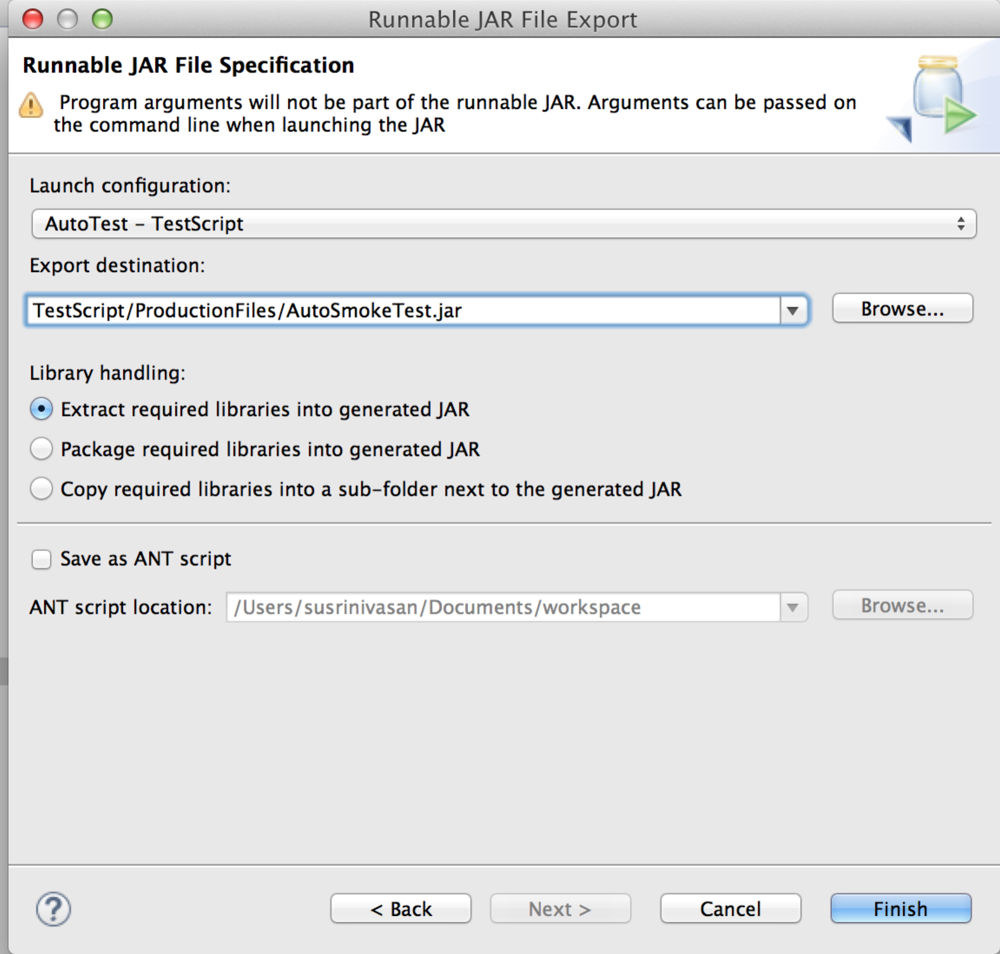 Runnable JAR File Export
Runnable JAR File Specification
Program arguments will not be part of the runnable JAR. Arguments can be passed on
the command line when launching the JAR
Launch configuration:
AutoTest - TestScript
Export destination:
TestScript/ProductionFiles/AutoSmokeTest.jar
Browse...
Library handling:
Extract required libraries into generated JAR
Package required libraries into generated JAR
Copy required libraries into a sub-folder next to the generated JAR
Save as ANT script
ANT script location:
/Users/susrinivasan/Documents/workspace
Browse...
?
< Back
Next >
Cancel
Finish